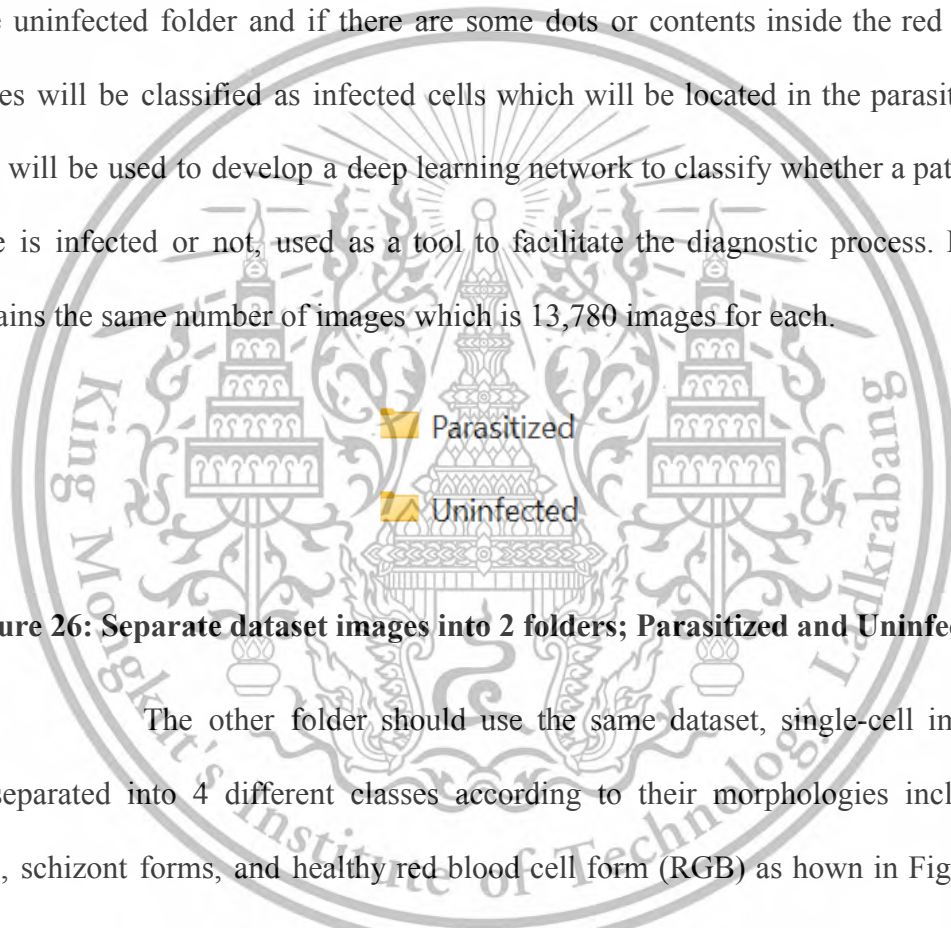 uninfected folder and if there are some dots or contents inside the red
es will be classified as infected cells which will be located in the parasit
will be used to develop a deep learning network to classify whether a pat
e is infected or not, used as a tool to facilitate the diagnostic process.
ains the same number of images which is 13,780 images for each.
Parasitized
Uninfected
ure 26: Separate dataset images into 2 folders; Parasitized and Uninfe
The other folder should use the same dataset, single-cell
separated into 4 different classes according to their morphologies incl
, schizont forms, and healthy red blood cell form (RGB) as hown in Fig
King Mongkut's Institute of Technology Ladkrabang